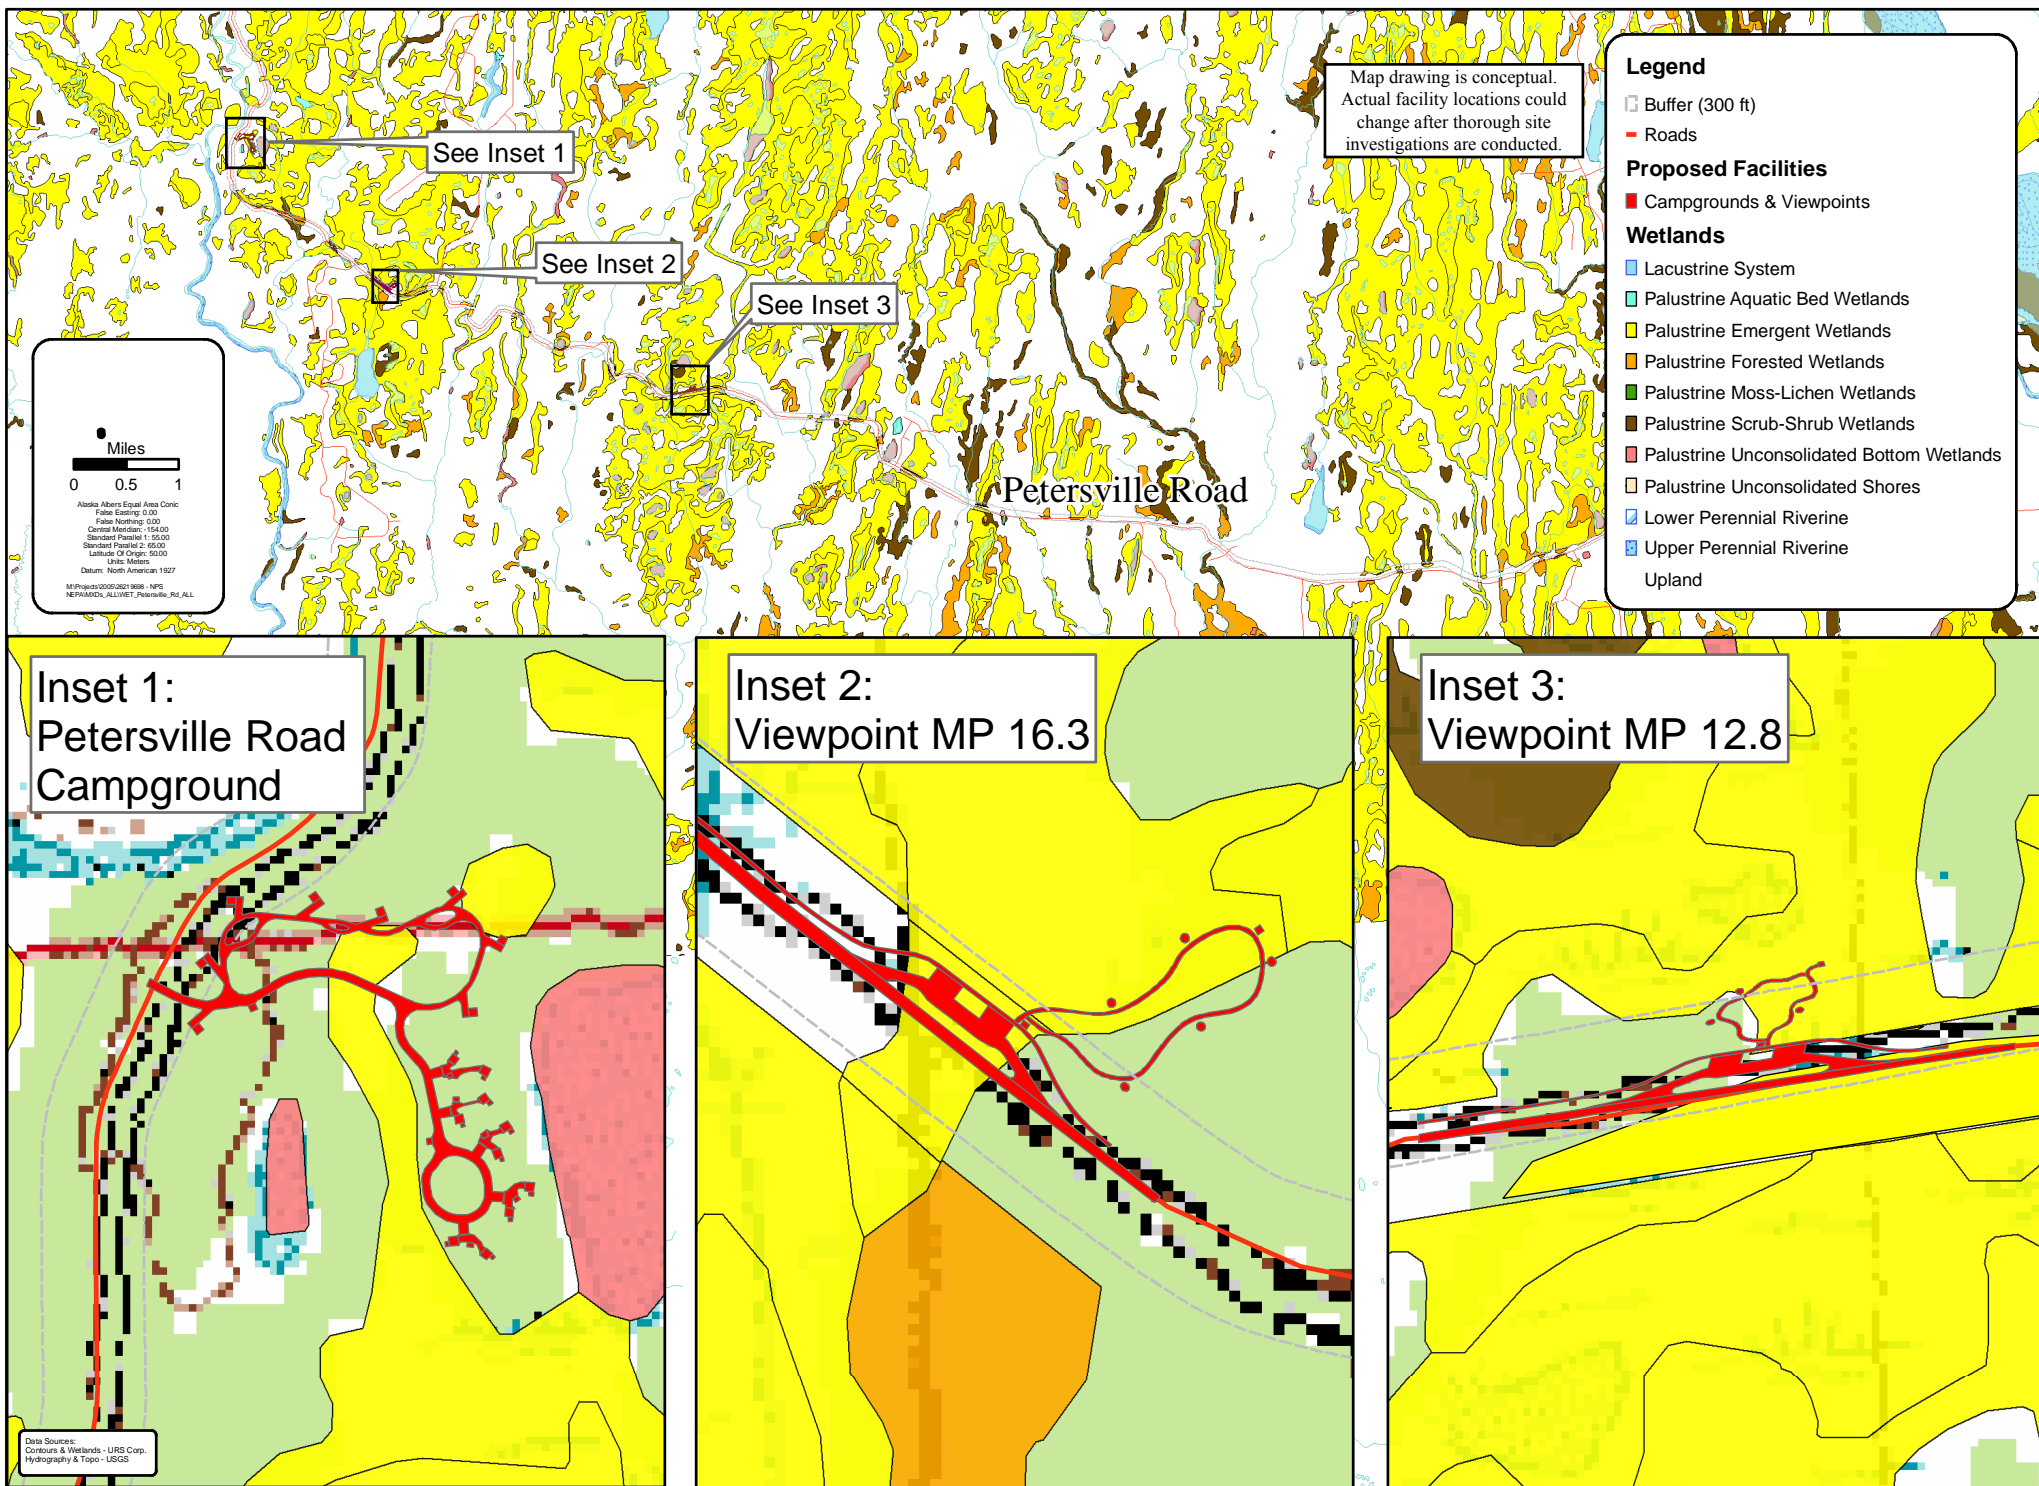 Map drawing is conceptual.
Actual facility locations could
change after thorough site
investigations are conducted.
Legend
Buffer (300 ft)
Roads
Proposed Facilities
Campgrounds & Viewpoints
Wetlands
Lacustrine System
Palustrine Aquatic Bed Wetlands
Palustrine Emergent Wetlands
Palustrine Forested Wetlands
Palustrine Moss-Lichen Wetlands
Palustrine Scrub-Shrub Wetlands
Palustrine Unconsolidated Bottom Wetlands
Palustrine Unconsolidated Shores
Lower Perennial Riverine
Upper Perennial Riverine
Upland
See Inset 1
See Inset 2
See Inset 3
Petersville Road
Miles
0 0.5 1
Alaska Albers Equal Area Conic
False Easting: 0.00
False Northing: 0.00
Central Meridian: -154.00
Standard Parallel 1: 55.00
Standard Parallel 2: 65.00
Latitude Of Origin: 50.00
Units: Meters
Datum: North American 1927
M:\Projects\2005\26219698 - NPS
NEPA\MXDs_ALL\WET_Petersville_Rd_ALL
Inset 1:
Petersville Road
Campground
Inset 2:
Viewpoint MP 16.3
Inset 3:
Viewpoint MP 12.8
Data Sources:
Contours & Wetlands - URS Corp.
Hydrography & Topo - USGS